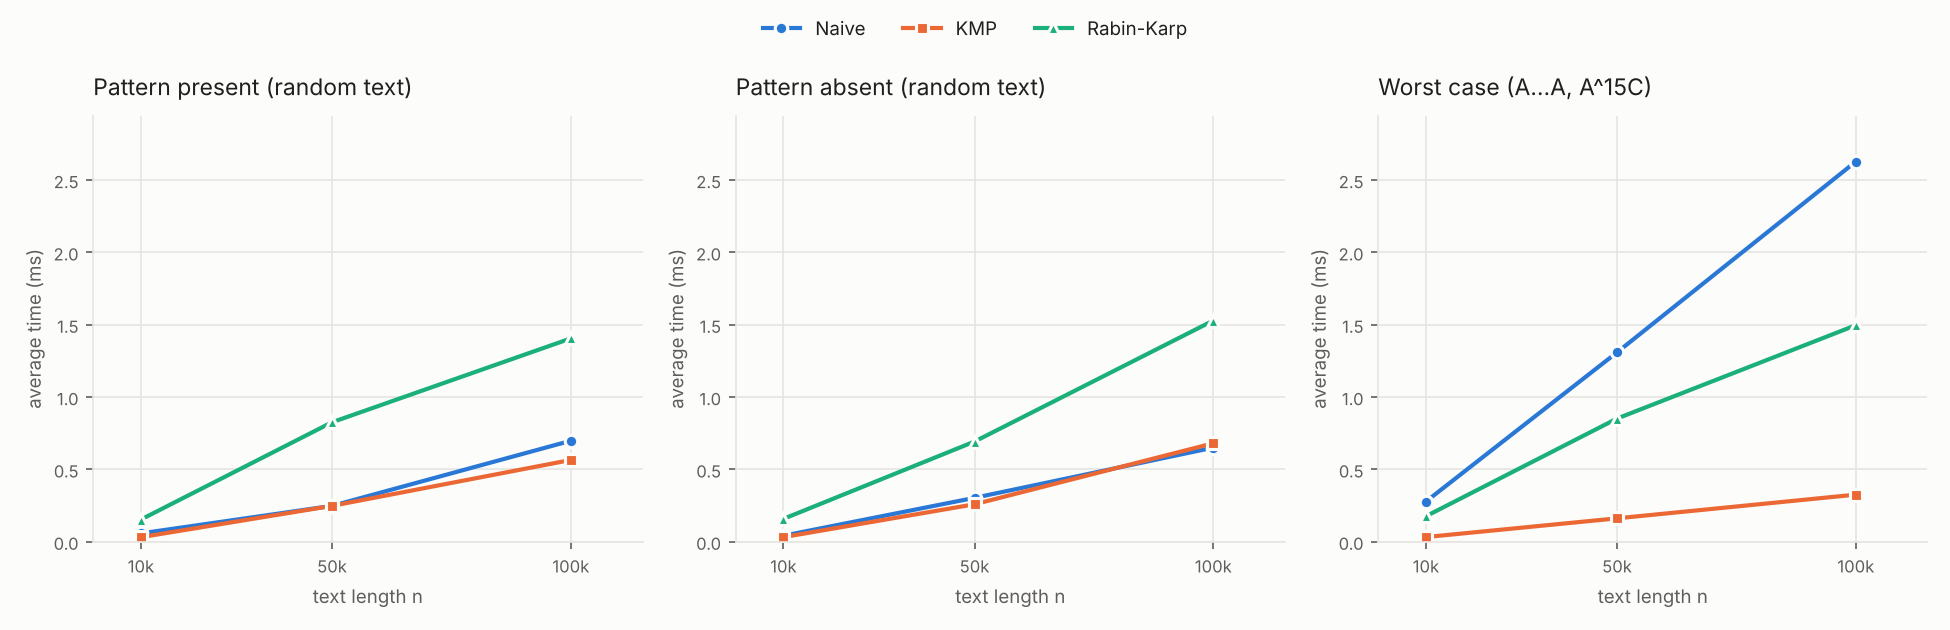 Naive KMP Rabin-Karp
Pattern present (random text)
average time (ms)
2.5
2.0
1.5
1.0
0.5
0.0
10k 50k 100k
text length n
Pattern absent (random text)
average time (ms)
2.5
2.0
1.5
1.0
0.5
0.0
10k 50k 100k
text length n
Worst case (A...A, A^15C)
average time (ms)
2.5
2.0
1.5
1.0
0.5
0.0
10k 50k 100k
text length n